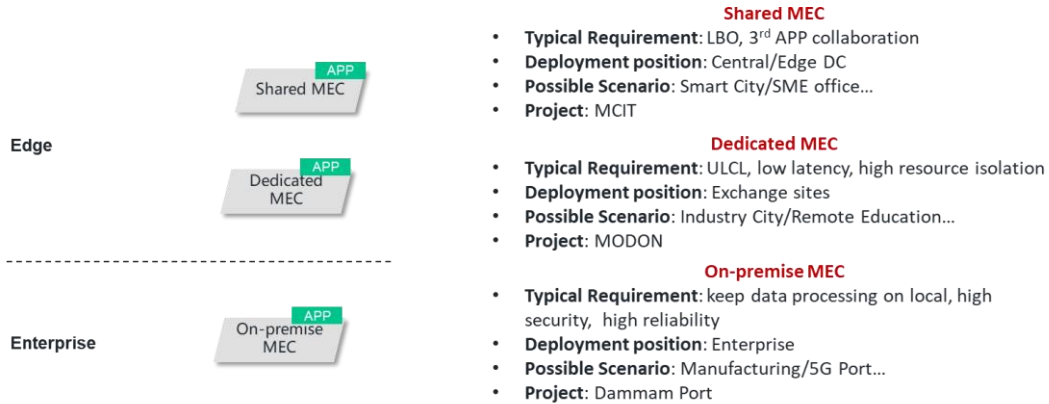 Shared MEC
• Typical Requirement: LBO, 3rd APP collaboration
• Deployment position: Central/Edge DC
• Possible Scenario: Smart City/SME office...
• Project: MCIT
APP
Shared MEC
Edge
Dedicated MEC
• Typical Requirement: ULCL, low latency, high resource isolation
• Deployment position: Exchange sites
• Possible Scenario: Industry City/Remote Education...
• Project: MODON
APP
Dedicated
MEC
On-premise MEC
• Typical Requirement: keep data processing on local, high
security, high reliability
• Deployment position: Enterprise
• Possible Scenario: Manufacturing/5G Port...
• Project: Dammam Port
APP
On-premise
MEC
Enterprise